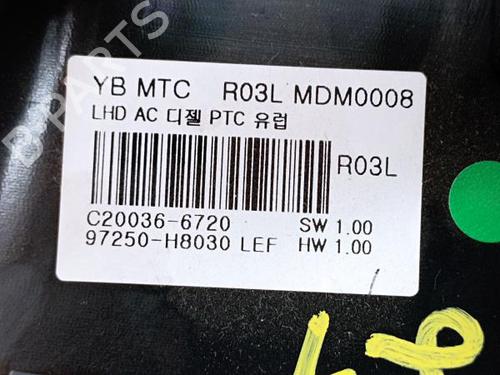 B-PARTS
YB MTC R03L MDM0008
LHD AC 디젤 PTC 유럽
R03L
C20036-6720 SW 1.00
97250-H8030 LEF HW 1.00